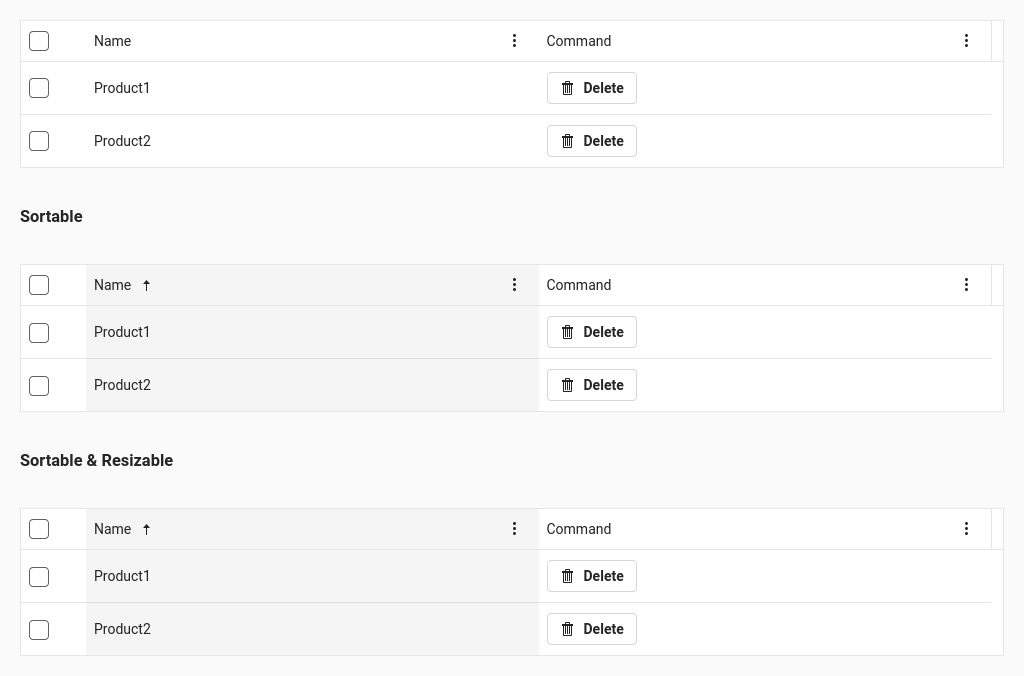 Name Command
Product1 Delete
Product2 Delete
Sortable
Name Command
Product1 Delete
Product2 Delete
Sortable & Resizable
Name Command
Product1 Delete
Product2 Delete